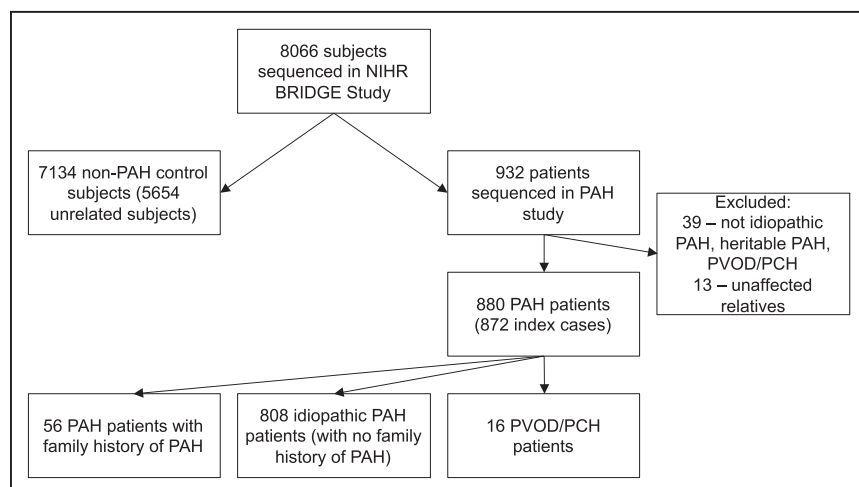 8066 subjects
sequenced in NIHR
BRIDGE Study
7134 non-PAH control
subjects (5654
unrelated subjects)
932 patients
sequenced in PAH
study
Excluded:
39 – not idiopathic
PAH, heritable PAH,
PVOD/PCH
13 – unaffected
relatives
880 PAH patients
(872 index cases)
56 PAH patients with
family history of PAH
808 idiopathic PAH
patients (with no family
history of PAH)
16 PVOD/PCH
patients